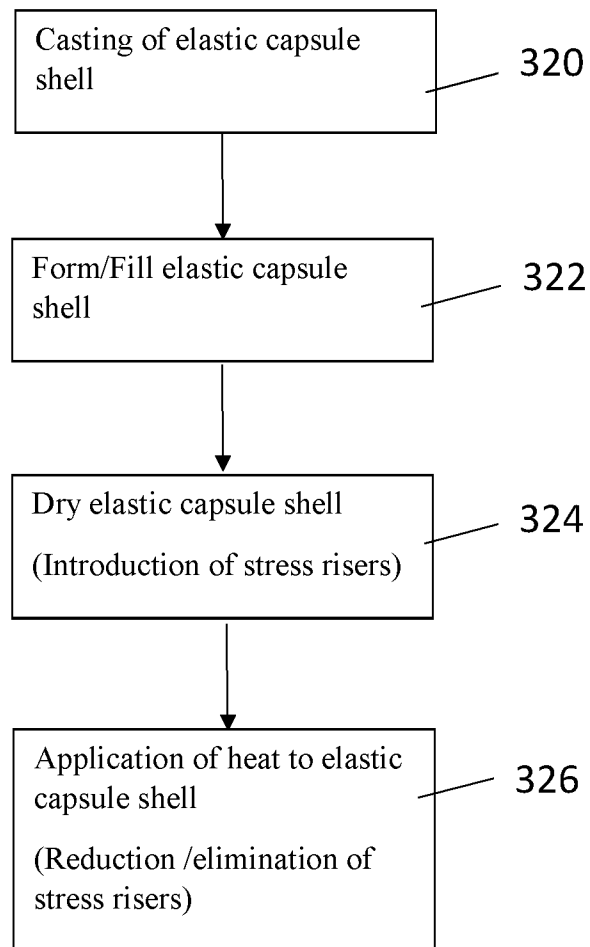 Casting of elastic capsule
shell
320
Form/Fill elastic capsule
shell
322
Dry elastic capsule shell
(Introduction of stress risers)
324
Application of heat to elastic
capsule shell
(Reduction /elimination of
stress risers)
326